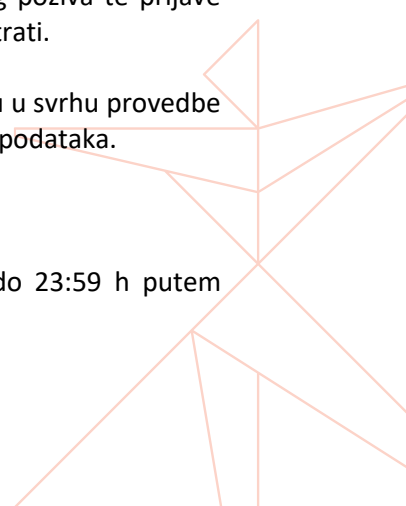 poziva te prijave
trati.
u svrhu provedbe
podataka.
do 23:59 h putem